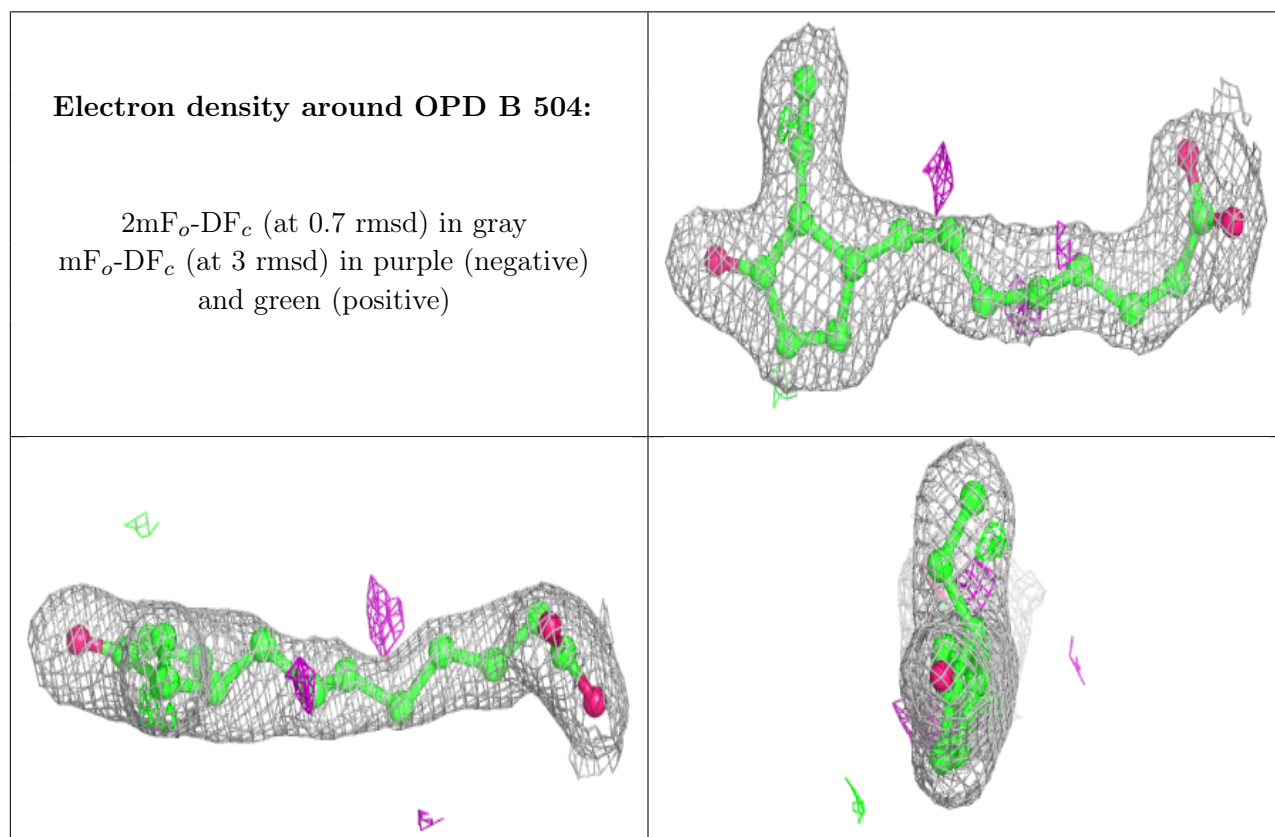 Electron density around OPD B 504:
2mFₒ-DF𝒸 (at 0.7 rmsd) in gray
mFₒ-DF𝒸 (at 3 rmsd) in purple (negative)
and green (positive)